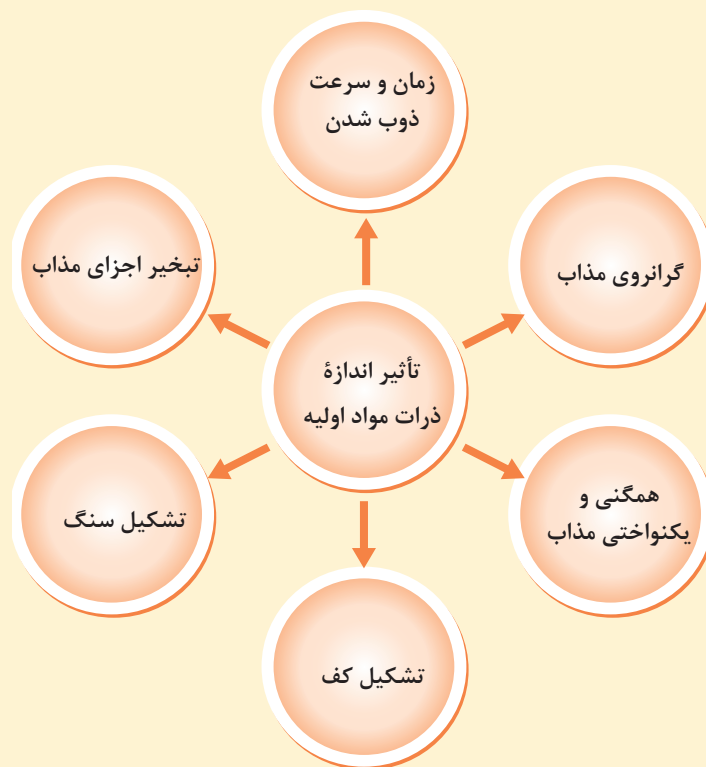 زمان و سرعت
ذوب شدن
گرانروی مذاب
تبخیر اجزای مذاب
تأثیر اندازهٔ
ذرات مواد اولیه
همگنی و
یکنواختی مذاب
تشکیل سنگ
تشکیل کف